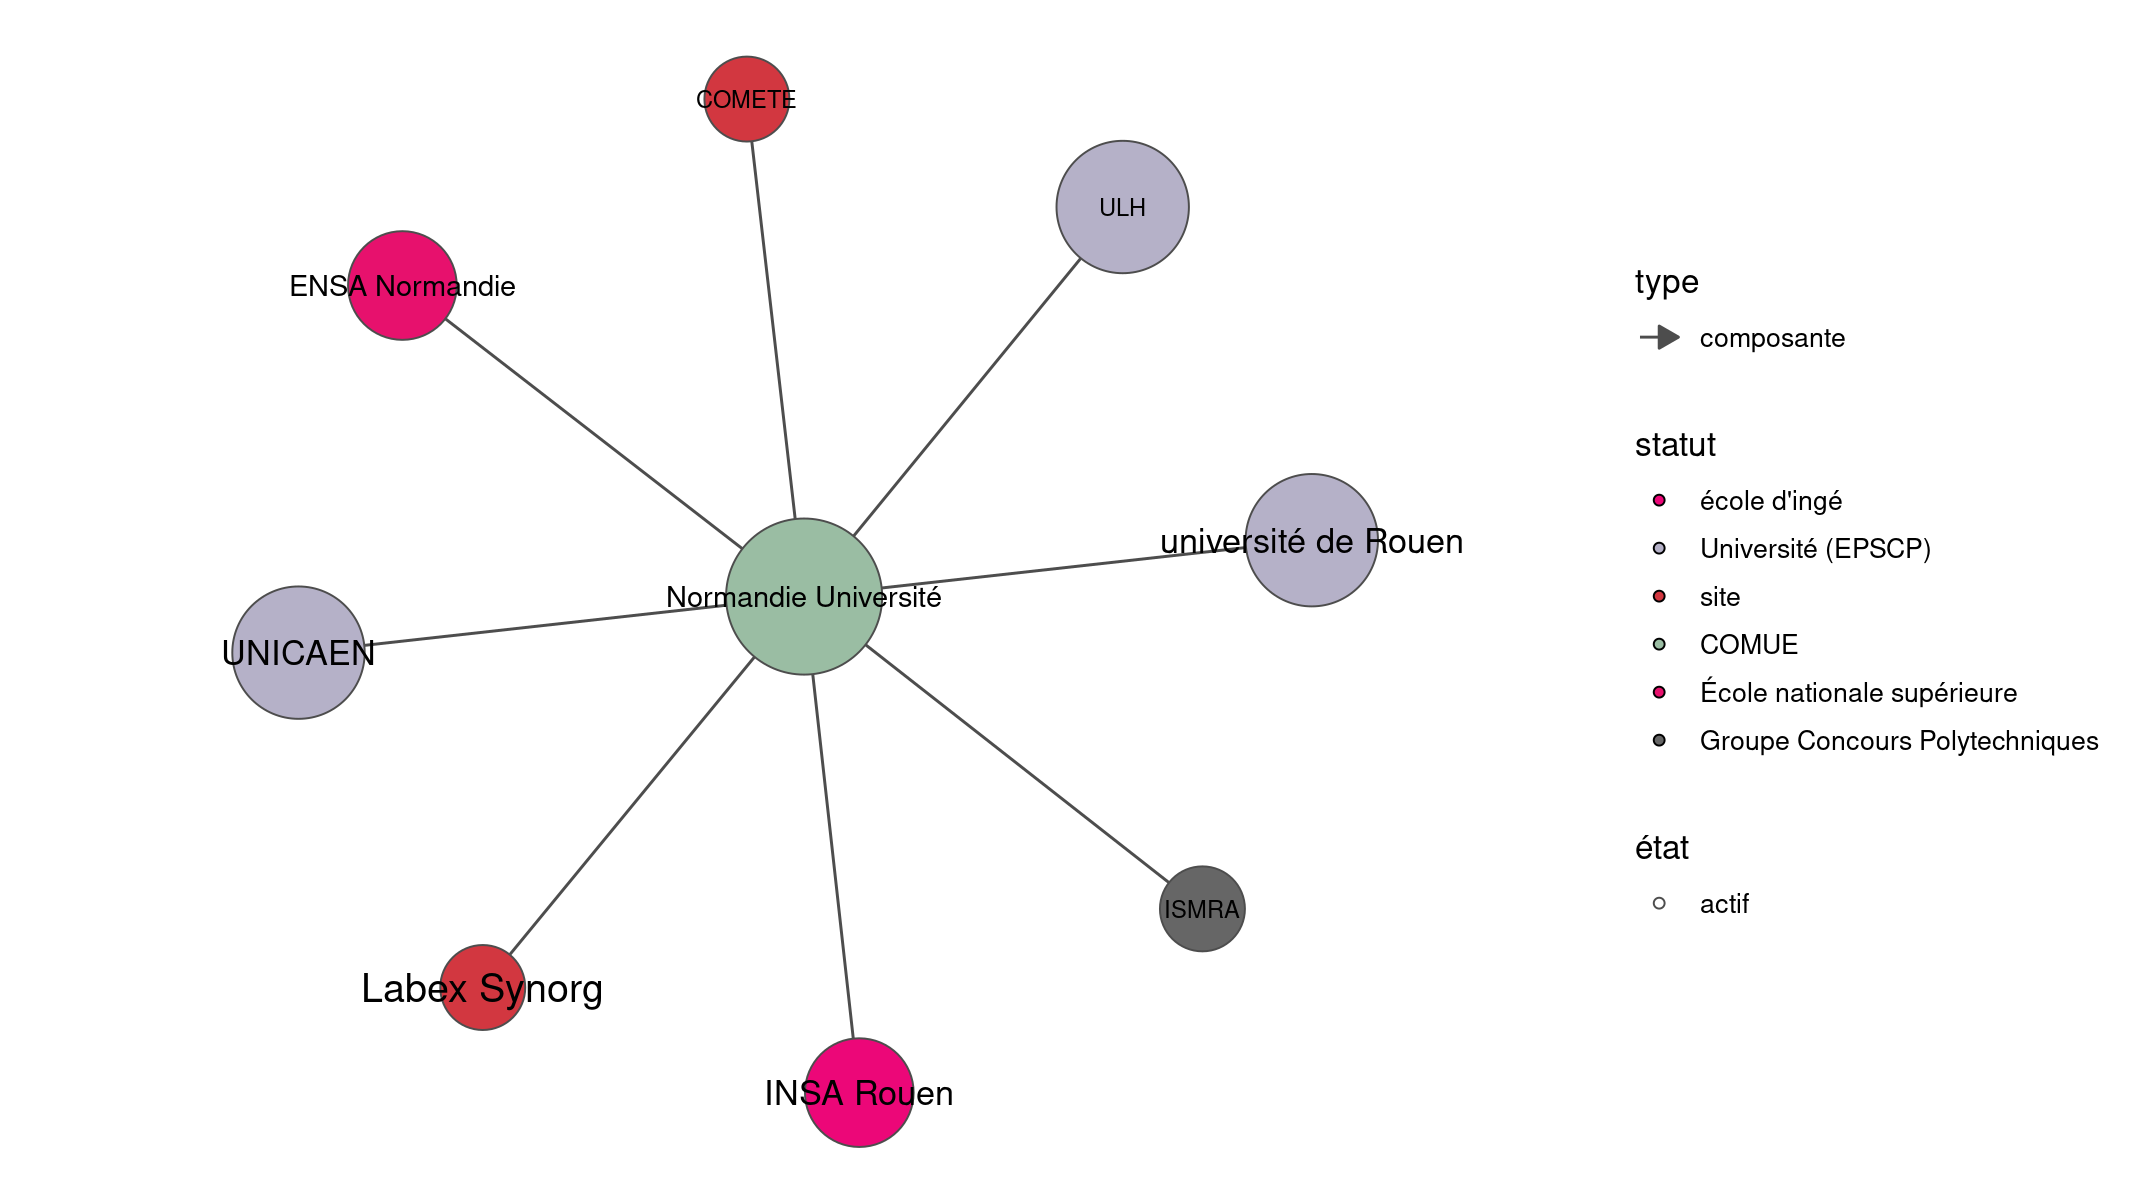 COMETE
ULH
ENSA Normandie
université de Rouen
Normandie Université
UNICAEN
ISMRA
Labex Synorg
INSA Rouen
type
composante
statut
école d'ingé
Université (EPSCP)
site
COMUE
École nationale supérieure
Groupe Concours Polytechniques
état
actif